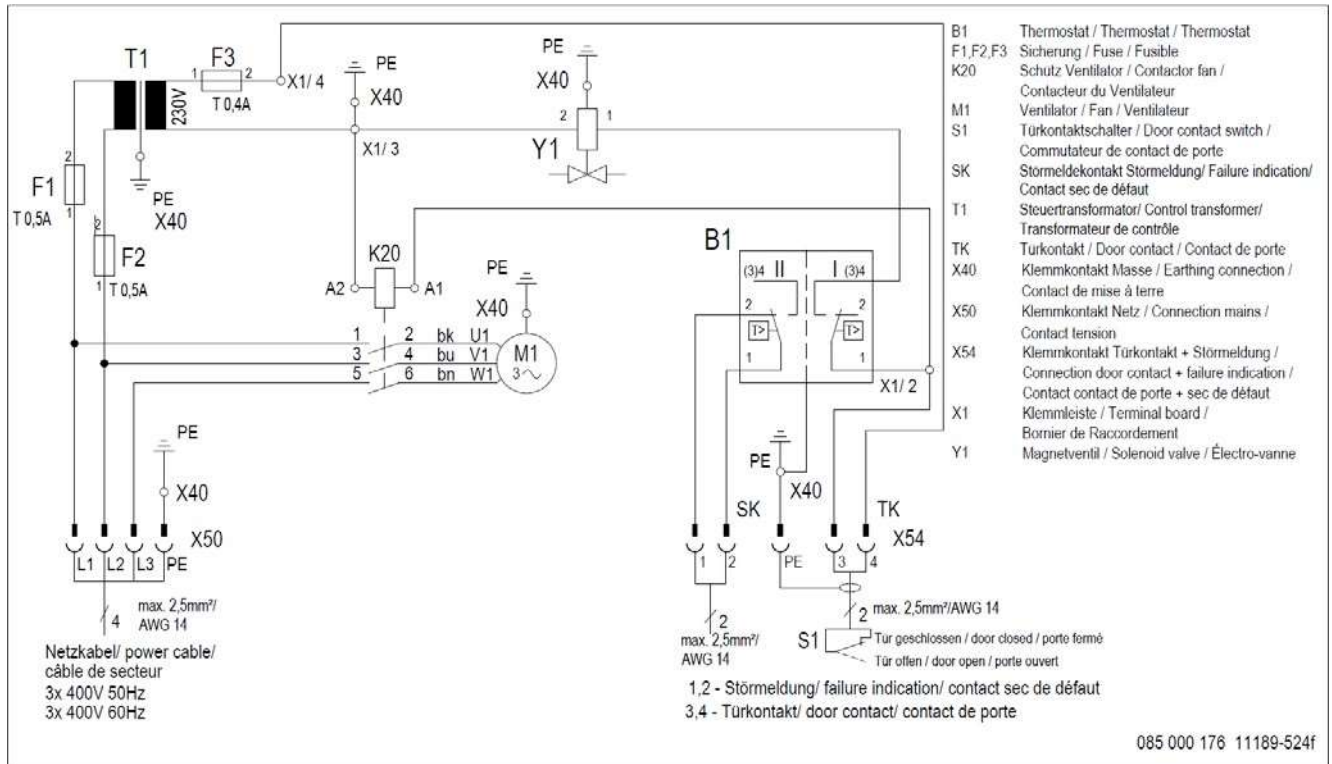 T1
F3
1
2
T 0,4A
X1/ 4
230V
PE
X40
X1/ 3
PE
X40
2
1
Y1
2
F1
T 0,5A
1
PE
X40
2
F2
1
T 0,5A
K20
A2
A1
PE
X40
1
2
bk
U1
3
4
bu
V1
5
6
bn
W1
M1
3
B1
(3)4
II
I
(3)4
2
2
T>
T>
1
1
X1/ 2
PE
X40
X50
L1
L2
L3
PE
4
max. 2,5mm²/
AWG 14
Netzkabel/ power cable/
câble de secteur
3x 400V 50Hz
3x 400V 60Hz
PE
X40
SK
TK
X54
1
2
PE
3
4
2
max. 2,5mm²/
AWG 14
2
max. 2,5mm²/AWG 14
S1
Tür geschlossen / door closed / porte fermé
Tür offen / door open / porte ouvert
1,2 - Störmeldung/ failure indication/ contact sec de défaut
3,4 - Türkontakt/ door contact/ contact de porte
B1 Thermostat / Thermostat / Thermostat
F1,F2,F3 Sicherung / Fuse / Fusible
K20 Schutz Ventilator / Contactor fan /
Contacteur du Ventilateur
M1 Ventilator / Fan / Ventilateur
S1 Türkontaktschalter / Door contact switch /
Commutateur de contact de porte
SK Störmeldekontakt Störmeldung/ Failure indication/
Contact sec de défaut
T1 Steuertransformator/ Control transformer/
Transformateur de contrôle
TK Türkontakt / Door contact / Contact de porte
X40 Klemmkontakt Masse / Earthing connection /
Contact de mise à terre
X50 Klemmkontakt Netz / Connection mains /
Contact tension
X54 Klemmkontakt Türkontakt + Störmeldung /
Connection door contact + failure indication /
Contact contact de porte + sec de défaut
X1 Klemmleiste / Terminal board /
Bornier de Raccordement
Y1 Magnetventil / Solenoid valve / Électro-vanne
085 000 176 11189-524f